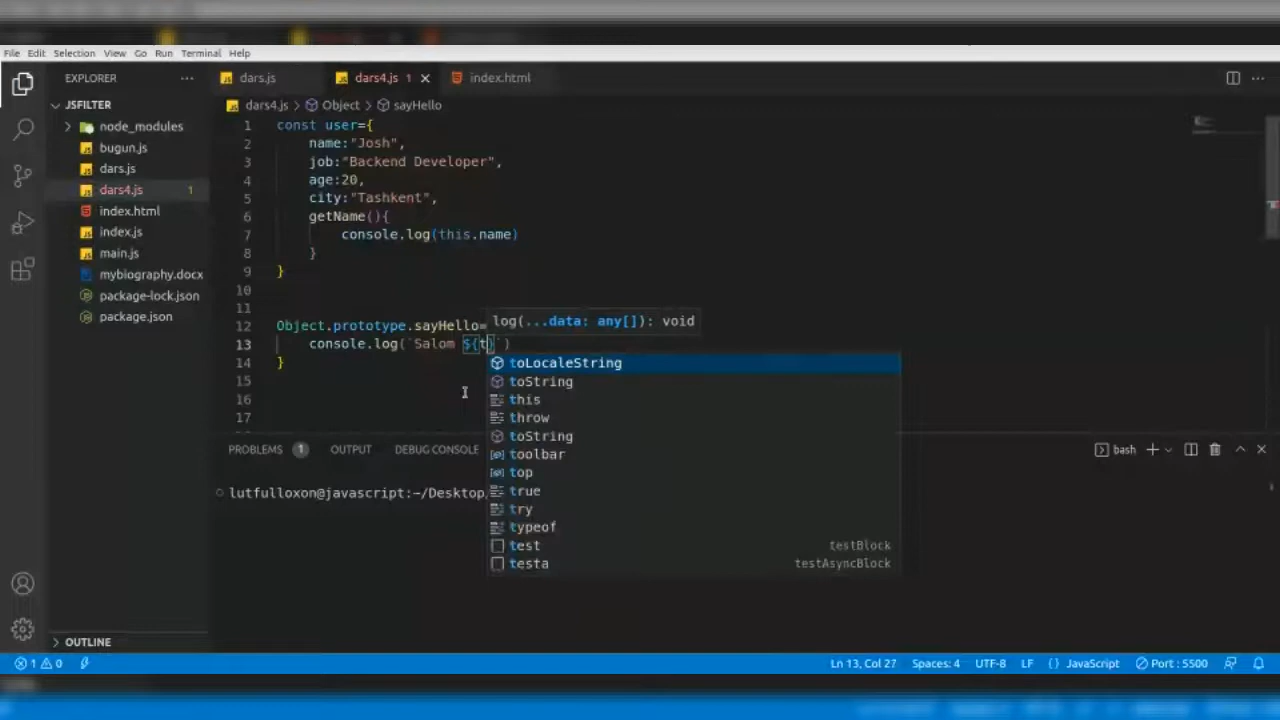 File Edit Selection View Go Run Terminal Help
EXPLORER ...
dars.js dars4.js 1 index.html
JSFILTER
dars4.js > Object > sayHello
node_modules
bugun.js
dars.js
dars4.js 1
index.html
index.js
main.js
mybiography.docx
package-lock.json
package.json
1 const user={
2 name:"Josh",
3 job:"Backend Developer",
4 age:20,
5 city:"Tashkent",
6 getName(){
7 console.log(this.name)
8 }
9 }
10
11
12 Object.prototype.sayHello=
13 console.log(`Salom ${t}`)
14 }
15
16
17
log(...data: any[]): void
toLocaleString
toString
this
throw
toString
toolbar
top
true
try
typeof
test testBlock
testa testAsyncBlock
PROBLEMS 1 OUTPUT DEBUG CONSOLE
bash
lutfulloxon@javascript:~/Desktop
OUTLINE
1 0 Ln 13, Col 27 Spaces: 4 UTF-8 LF {} JavaScript Port : 5500